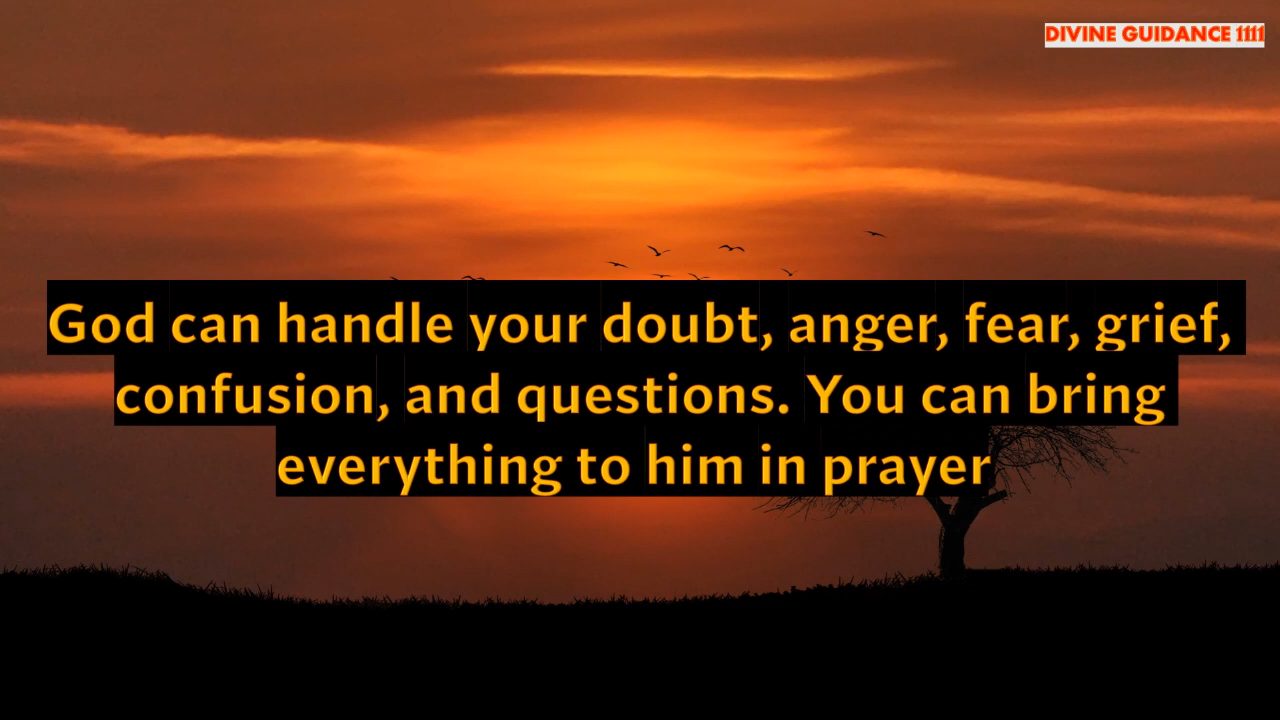 DIVINE GUIDANCE 1111
God can handle your doubt, anger, fear, grief,
confusion, and questions. You can bring
everything to him in prayer